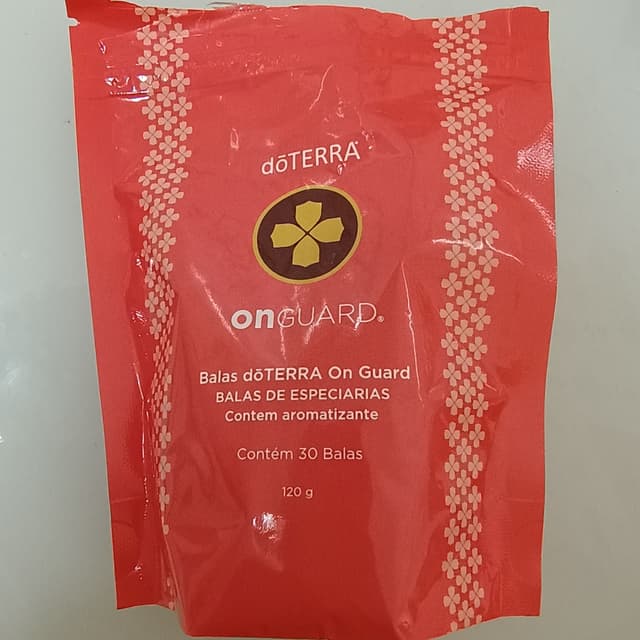 dōTERRA
onGUARD®
Balas dōTERRA On Guard
BALAS DE ESPECIARIAS
Contem aromatizante
Contém 30 Balas
120 g